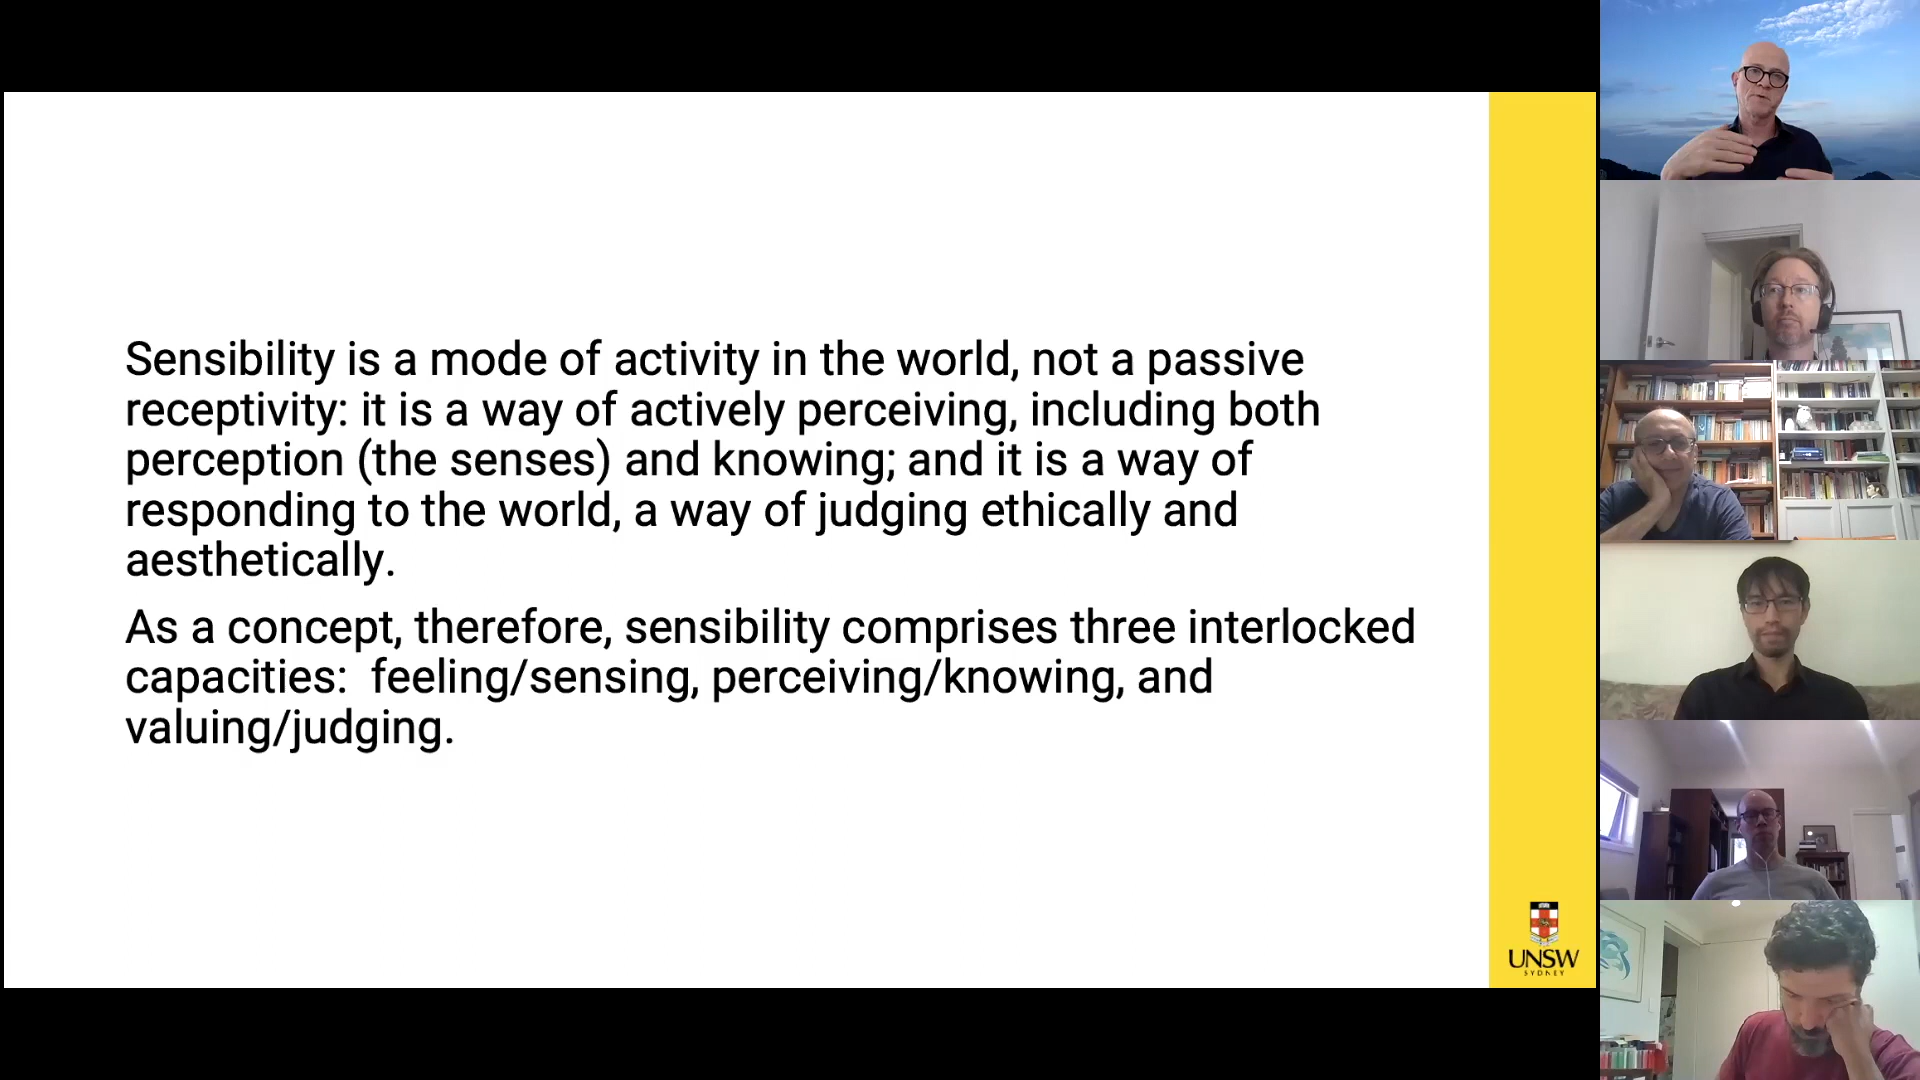 Sensibility is a mode of activity in the world, not a passive
receptivity: it is a way of actively perceiving, including both
perception (the senses) and knowing; and it is a way of
responding to the world, a way of judging ethically and
aesthetically.
As a concept, therefore, sensibility comprises three interlocked
capacities:  feeling/sensing, perceiving/knowing, and
valuing/judging.
UNSW
SYDNEY